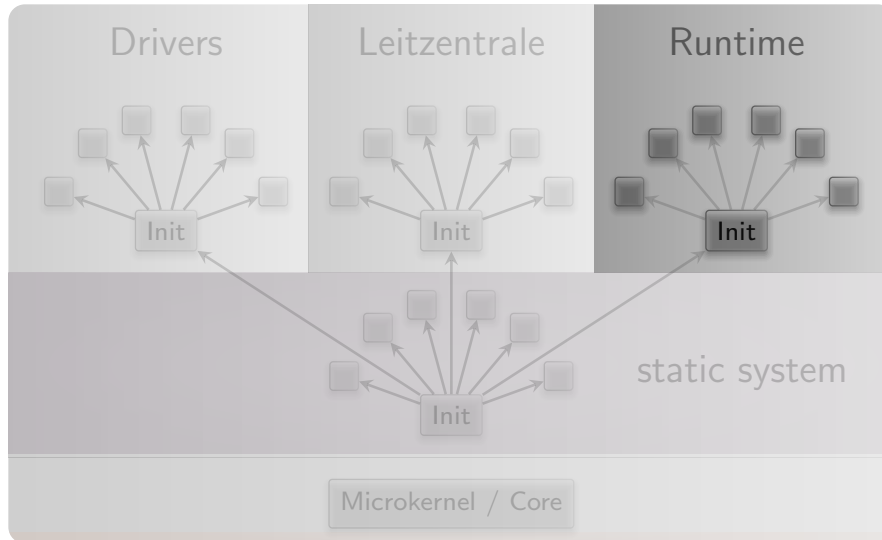 Drivers
Leitzentrale
Runtime
Init
Init
Init
static system
Init
Microkernel / Core